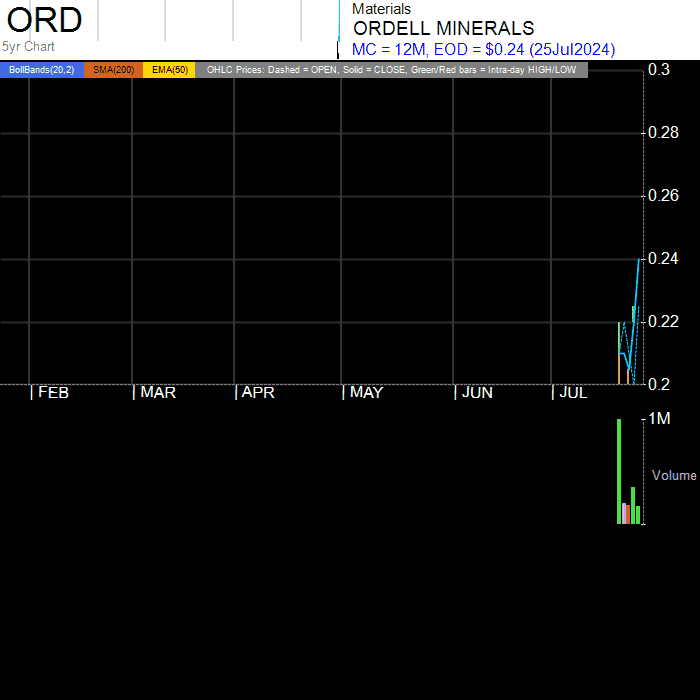 ORD
5yr Chart
Materials
ORDELL MINERALS
MC = 12M, EOD = $0.24 (25Jul2024)
BollBands(20,2) SMA(200) EMA(50) OHLC Prices: Dashed = OPEN, Solid = CLOSE, Green/Red bars = Intra-day HIGH/LOW
0.3
0.28
0.26
0.24
0.22
0.2
FEB MAR APR MAY JUN JUL
1M
Volume